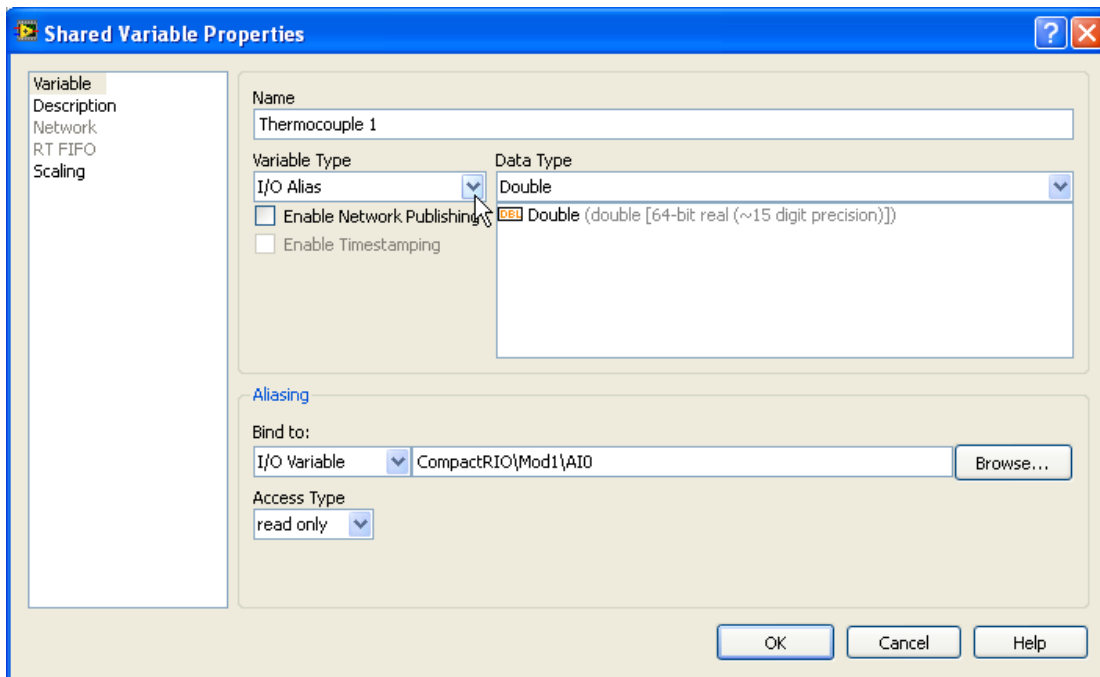 Shared Variable Properties
Variable
Description
Network
RT FIFO
Scaling
Name
Thermocouple 1
Variable Type
Data Type
I/O Alias
Double
Enable Network Publishing
DBL Double (double [64-bit real (~15 digit precision)])
Enable Timestamping
Aliasing
Bind to:
I/O Variable
CompactRIO\Mod1\AI0
Browse...
Access Type
read only
OK
Cancel
Help